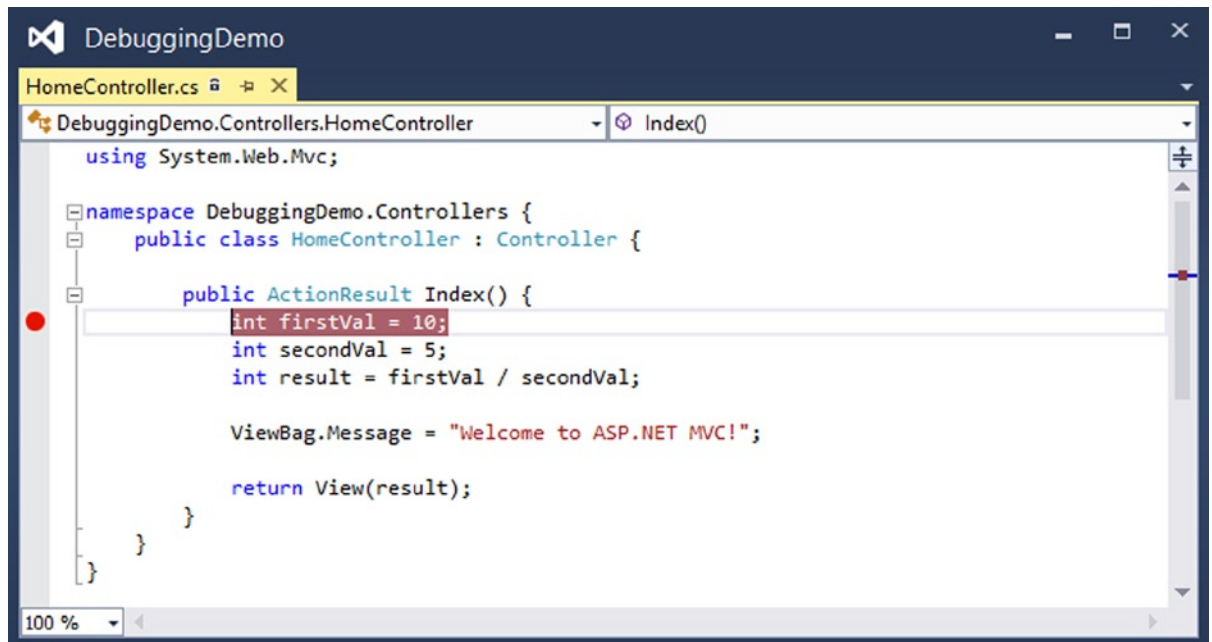 DebuggingDemo
HomeController.cs
DebuggingDemo.Controllers.HomeController Index()
using System.Web.Mvc;
namespace DebuggingDemo.Controllers {
public class HomeController : Controller {
public ActionResult Index() {
int firstVal = 10;
int secondVal = 5;
int result = firstVal / secondVal;
ViewBag.Message = "Welcome to ASP.NET MVC!";
return View(result);
}
}
}
100 %